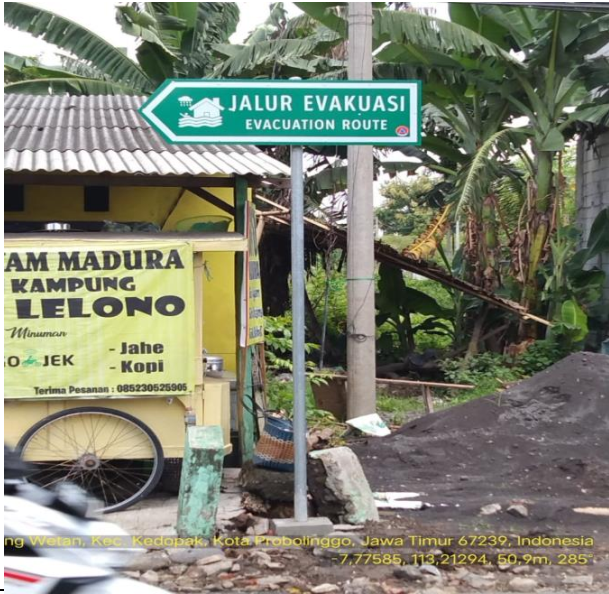 JALUR EVAKUASI
EVACUATION ROUTE
AM MADURA
KAMPUNG
LELONO
Minuman
JEK
- Jahe
- Kopi
Terima Pesanan : 085230525905
ng Wetan, Kec. Kedopak, Kota Probolinggo, Jawa Timur 67239, Indonesia
-7,77585, 113,21294, 50,9m, 285°